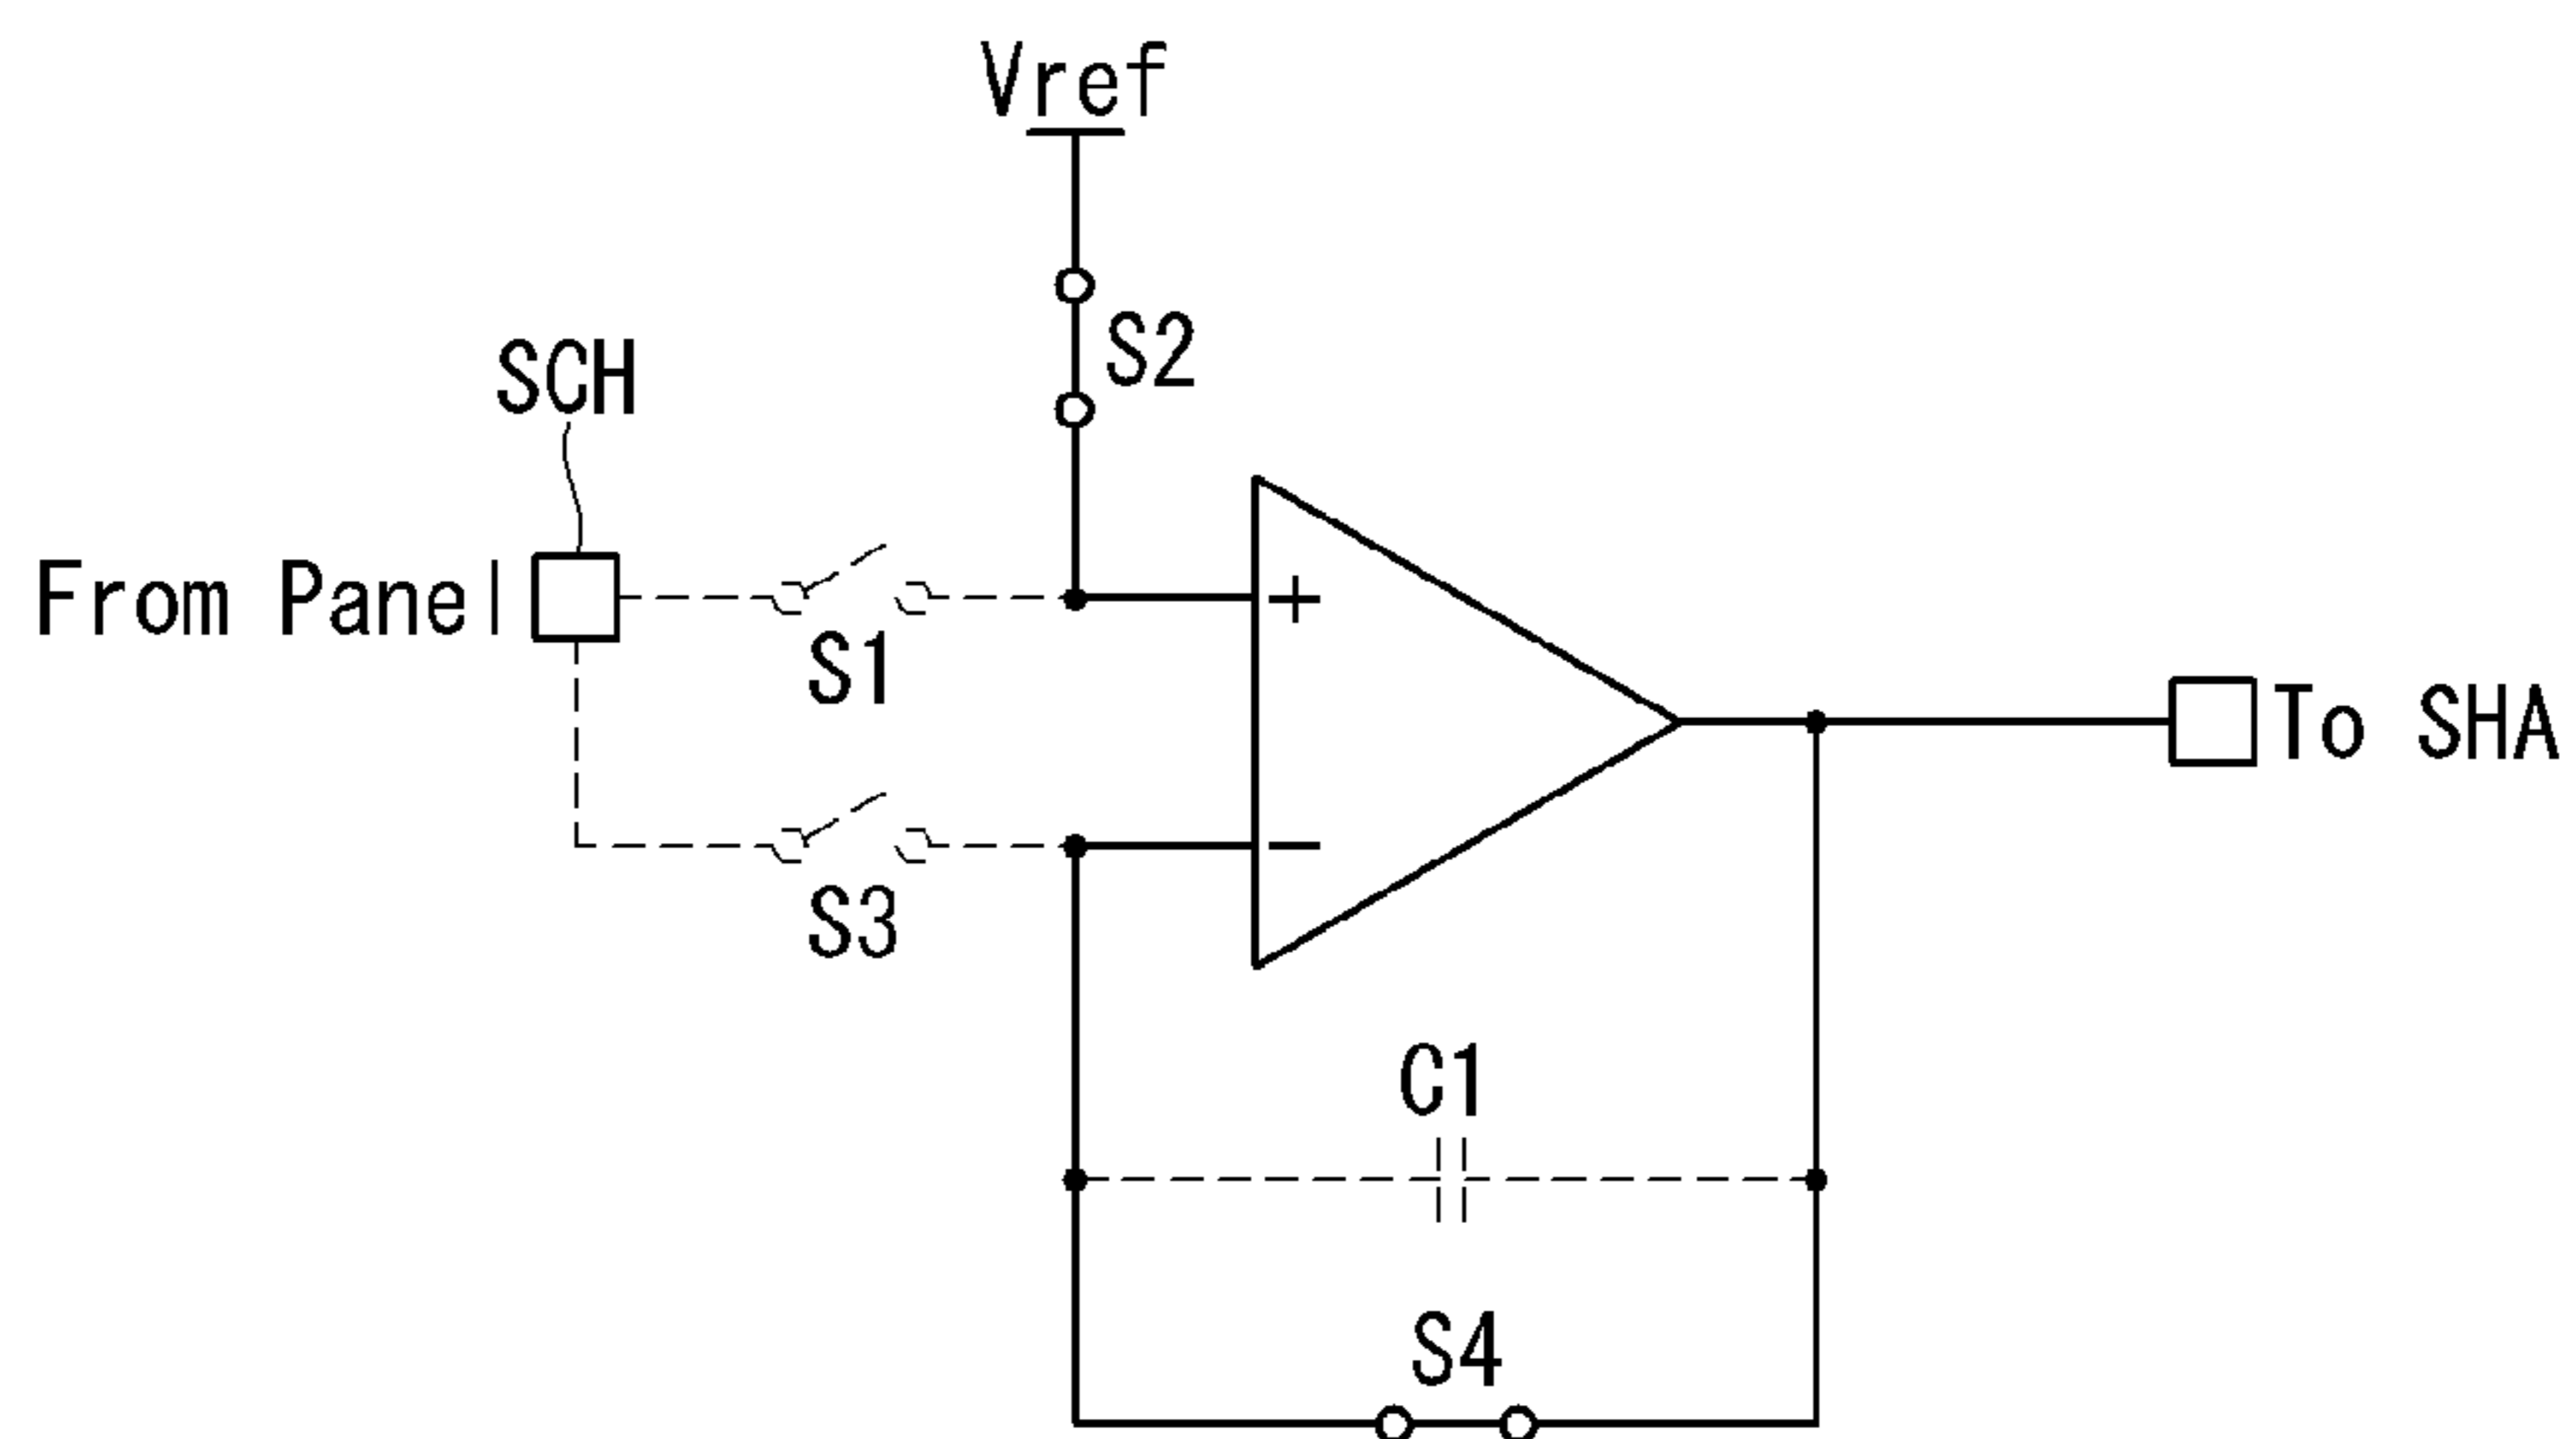 Vref
S2
SCH
From Panel
+
S1
To SHA
−
S3
C1
S4